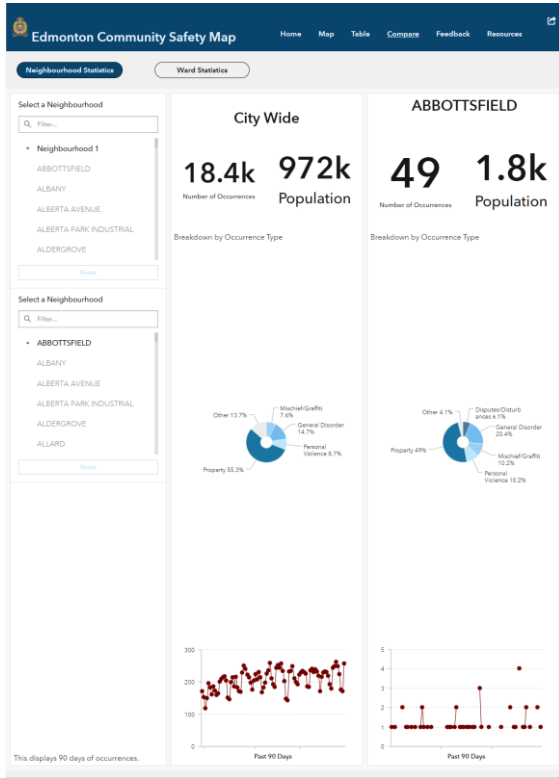 Edmonton Community Safety Map
Home Map Table Compare Feedback Resources
Neighbourhood Statistics
Ward Statistics
Select a Neighbourhood
Filter...
Neighbourhood 1
ABBOTTSFIELD
ALBANY
ALBERTA AVENUE
ALBERTA PARK INDUSTRIAL
ALDERGROVE
Reset
Select a Neighbourhood
Filter...
ABBOTTSFIELD
ALBANY
ALBERTA AVENUE
ALBERTA PARK INDUSTRIAL
ALDERGROVE
ALLARD
Reset
This displays 90 days of occurrences.
City Wide
18.4k
Number of Occurrences
972k
Population
Breakdown by Occurrence Type
Other 13.7%
Mischief/Graffiti
7.6%
General Disorder
14.7%
Personal
Violence 8.7%
Property 55.3%
300
200
100
0
Past 90 Days
ABBOTTSFIELD
49
Number of Occurrences
1.8k
Population
Breakdown by Occurrence Type
Other 4.1%
Disputes/Disturb
ances 6.1%
General Disorder
20.4%
Mischief/Graffiti
10.2%
Personal
Violence 10.2%
Property 49%
5
4
3
2
1
0
Past 90 Days